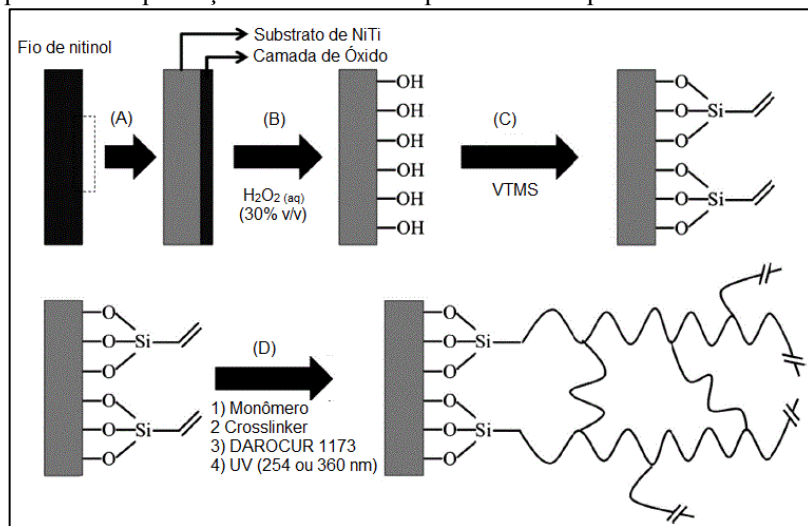 Substrato de NiTi
Fio de nitinol
Camada de Óxido
(A)
(B)
(C)
H2O2 (aq)
(30% v/v)
VTMS
OH
OH
OH
OH
OH
OH
O
O
O
O
O
O
Si
Si
O
O
O
O
O
O
Si
Si
(D)
1) Monômero
2 Crosslinker
3) DAROCUR 1173
4) UV (254 ou 360 nm)
O
O
O
O
O
O
Si
Si